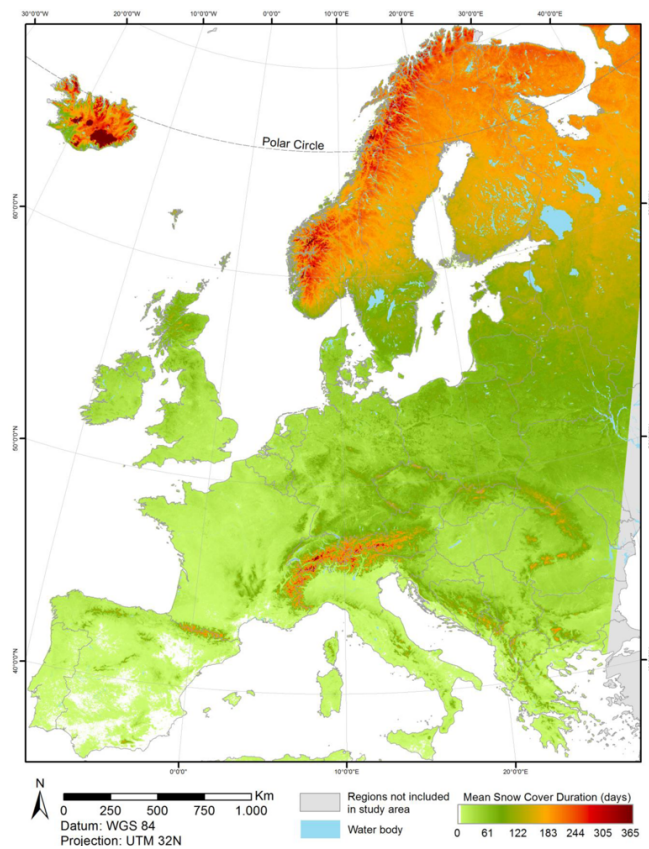 30°0'0"W 20°0'0"W 10°0'0"W 0°0'0" 10°0'0"E 20°0'0"E 30°0'0"E 40°0'0"E
Polar Circle
60°0'0"N
50°0'0"N
40°0'0"N
0°0'0" 10°0'0"E 20°0'0"E
N
Km
0 250 500 750 1.000
Datum: WGS 84
Projection: UTM 32N
Regions not included
in study area
Water body
Mean Snow Cover Duration (days)
0 61 122 183 244 305 365